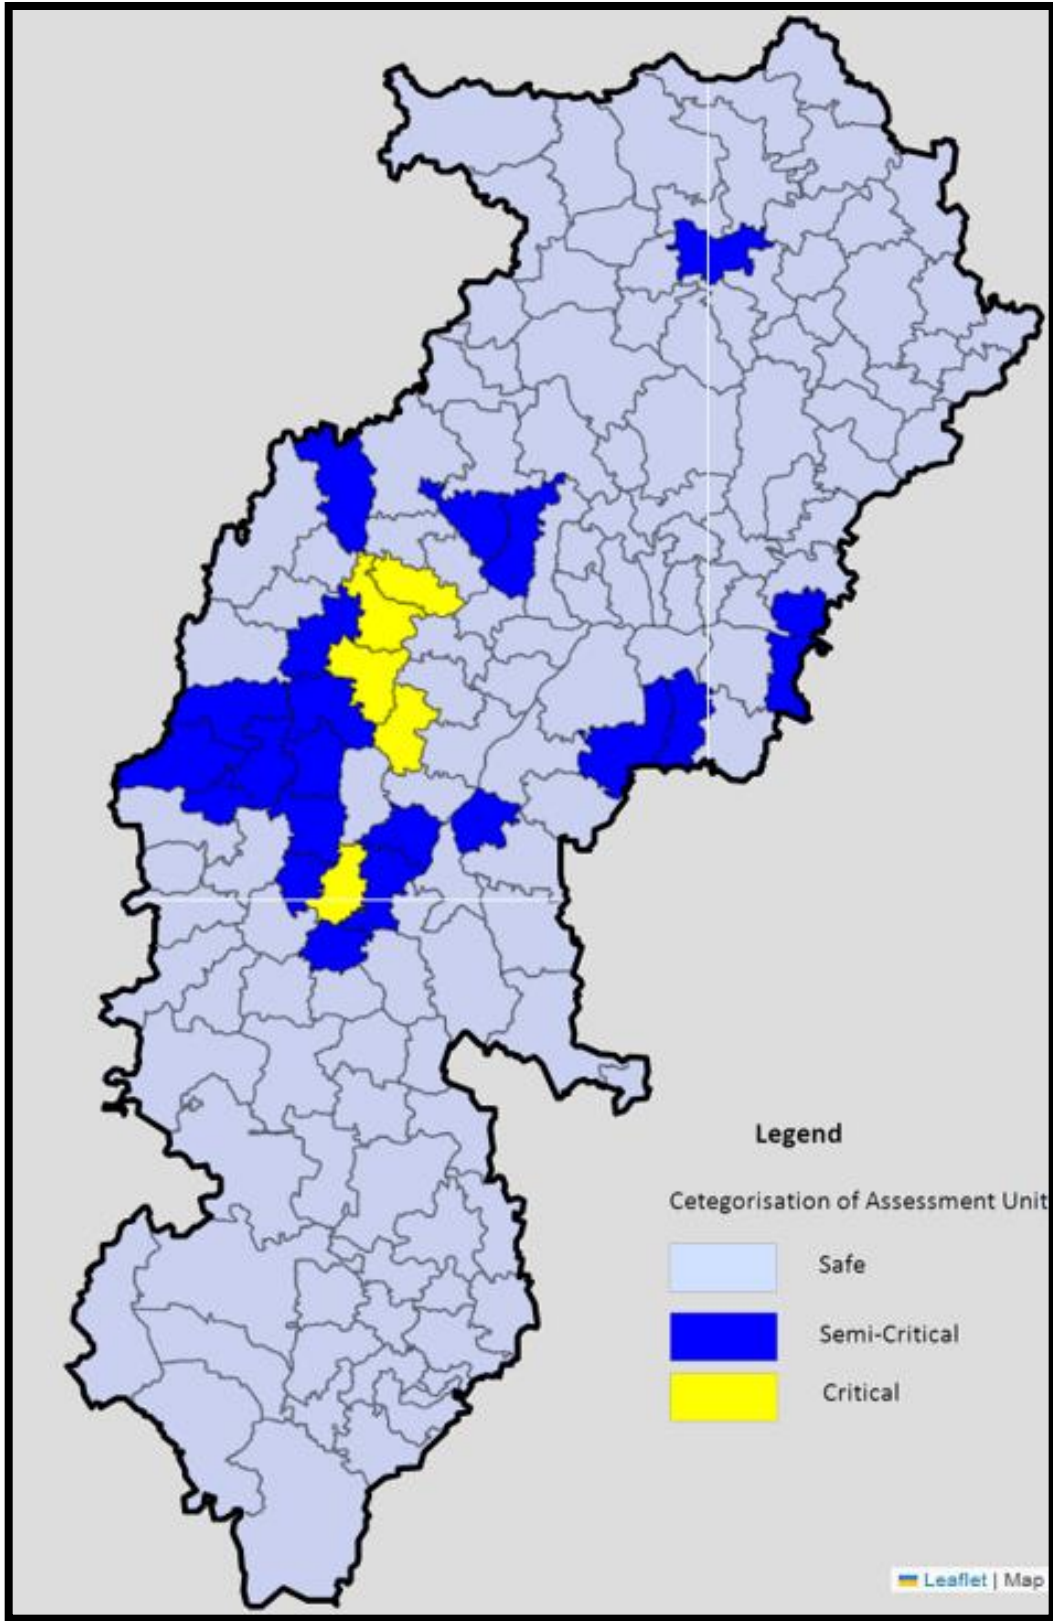 Legend
Cetegorisation of Assessment Unit
Safe
Semi-Critical
Critical
Leaflet | Map